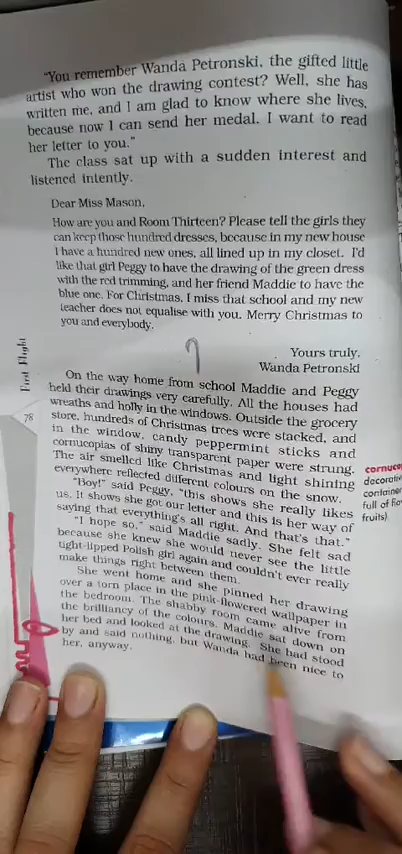 "You remember Wanda Petronski, the gifted little
artist who won the drawing contest? Well, she has
written me, and I am glad to know where she lives,
because now I can send her medal. I want to read
her letter to you."
The class sat up with a sudden interest and
listened intently.
Dear Miss Mason,
How are you and Room Thirteen? Please tell the girls they
can keep those hundred dresses, because in my new house
I have a hundred new ones, all lined up in my closet. I'd
like that girl Peggy to have the drawing of the green dress
with the red trimming, and her friend Maddie to have the
blue one. For Christmas. I miss that school and my new
teacher does not equalise with you. Merry Christmas to
you and everybody.
Yours truly,
Wanda Petronski
First Flight
78
On the way home from school Maddie and Peggy
held their drawings very carefully. All the houses had
wreaths and holly in the windows. Outside the grocery
store, hundreds of Christmas trees were stacked, and
in the window, candy peppermint sticks and
cornucopias of shiny transparent paper were strung.
The air smelled like Christmas and light shining
everywhere reflected different colours on the snow.
"Boy!" said Peggy, "this shows she really likes
us. It shows she got our letter and this is her way of
saying that everything's all right. And that's that."
"I hope so," said Maddie sadly. She felt sad
because she knew she would never see the little
tight-lipped Polish girl again and couldn't ever really
make things right between them.
She went home and she pinned her drawing
over a torn place in the pink-flowered wallpaper in
the bedroom. The shabby room came alive from
the brilliancy of the colours. Maddie sat down on
her bed and looked at the drawing. She had stood
by and said nothing, but Wanda had been nice to
her, anyway.
container
full of
fruits)